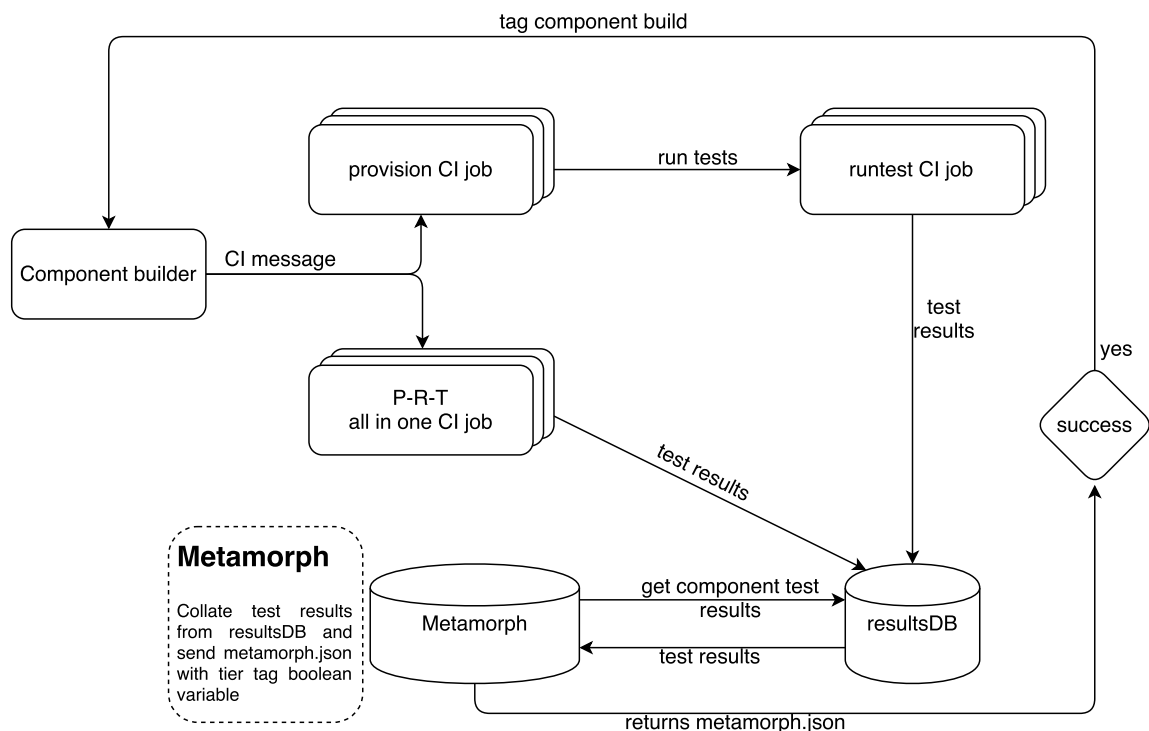 tag component build
provision CI job
run tests
runtest CI job
CI message
Component builder
test
results
yes
P-R-T
all in one CI job
success
test results
Metamorph
Collate test results
from resultsDB and
send metamorph.json
with tier tag boolean
variable
Metamorph
get component test
results
resultsDB
test results
returns metamorph.json